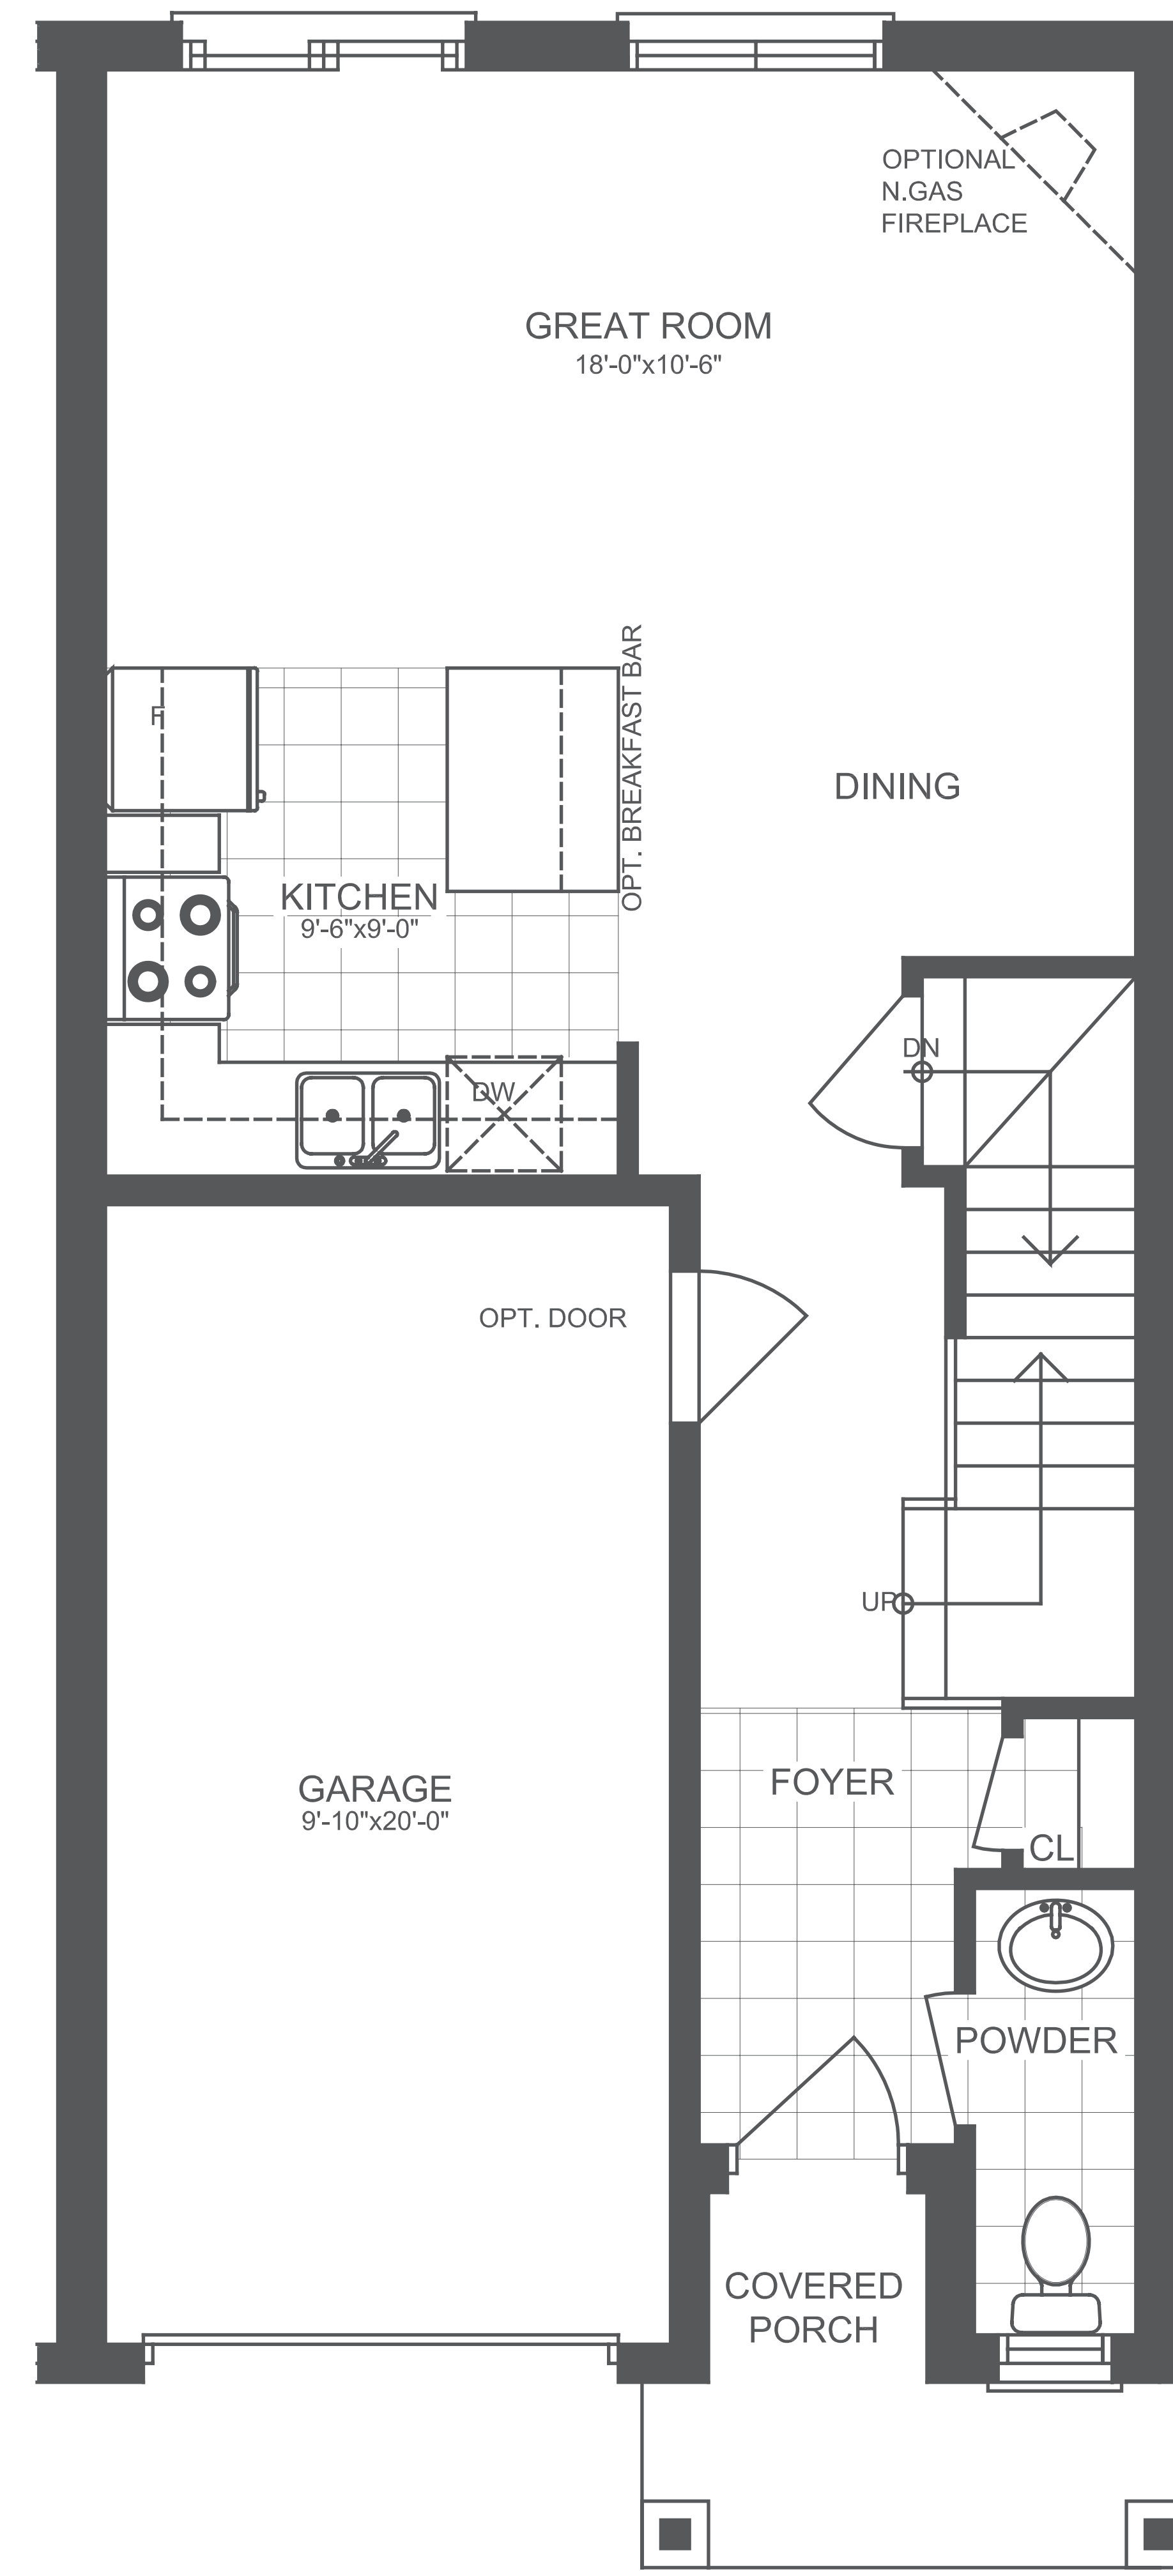 OPTIONAL
N.GAS
FIREPLACE
GREAT ROOM
18'-0"x10'-6"
OPT. BREAKFAST BAR
F
DINING
KITCHEN
9'-6"x9'-0"
DN
DW
OPT. DOOR
UP
FOYER
GARAGE
9'-10"x20'-0"
CL
POWDER
COVERED
PORCH